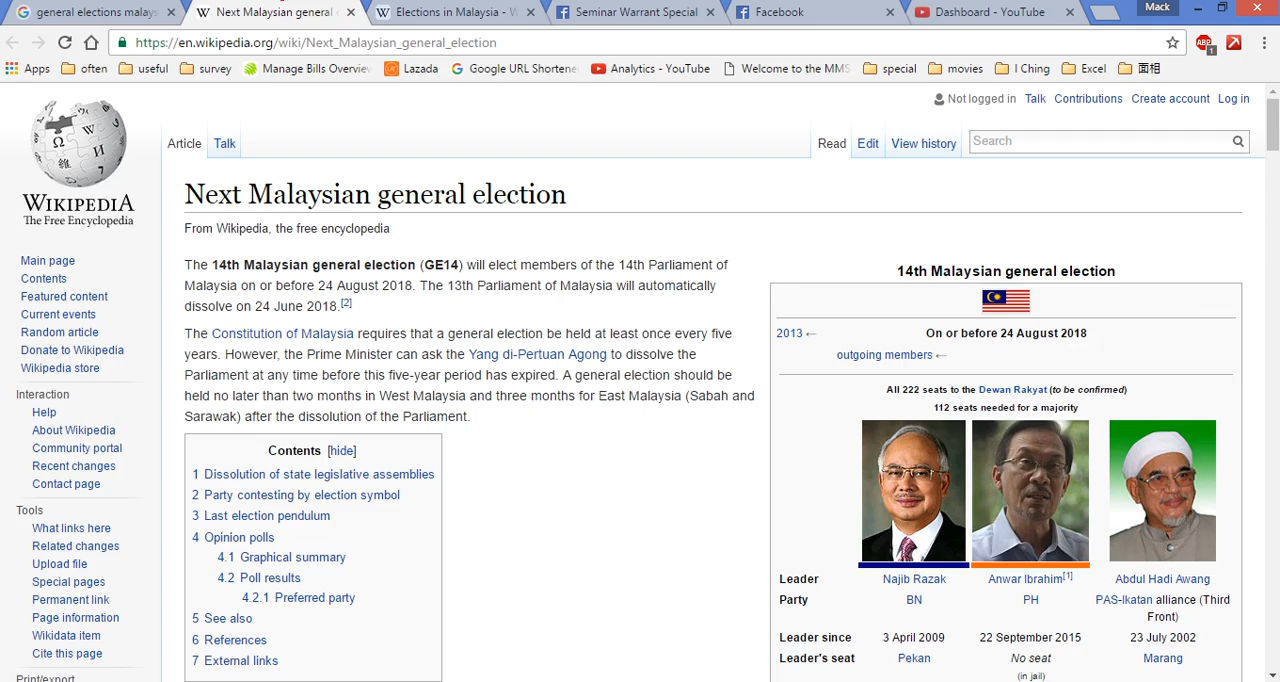 general elections malays
Next Malaysian general
Elections in Malaysia - W
Seminar Warrant Special
Facebook
Dashboard - YouTube
Mack
https://en.wikipedia.org/wiki/Next_Malaysian_general_election
ABP
1
Apps
often
useful
survey
Manage Bills Overview
Lazada
Google URL Shortene
Analytics - YouTube
Welcome to the MMS
special
movies
I Ching
Excel
面相
Not logged in Talk Contributions Create account Log in
Article Talk
Read Edit View history
Search
WIKIPEDIA
The Free Encyclopedia
Main page
Contents
Featured content
Current events
Random article
Donate to Wikipedia
Wikipedia store
Interaction
Help
About Wikipedia
Community portal
Recent changes
Contact page
Tools
What links here
Related changes
Upload file
Special pages
Permanent link
Page information
Wikidata item
Cite this page
Print/export
Next Malaysian general election
From Wikipedia, the free encyclopedia
The 14th Malaysian general election (GE14) will elect members of the 14th Parliament of
Malaysia on or before 24 August 2018. The 13th Parliament of Malaysia will automatically
dissolve on 24 June 2018.[2]
The Constitution of Malaysia requires that a general election be held at least once every five
years. However, the Prime Minister can ask the Yang di-Pertuan Agong to dissolve the
Parliament at any time before this five-year period has expired. A general election should be
held no later than two months in West Malaysia and three months for East Malaysia (Sabah and
Sarawak) after the dissolution of the Parliament.
Contents [hide]
1 Dissolution of state legislative assemblies
2 Party contesting by election symbol
3 Last election pendulum
4 Opinion polls
4.1 Graphical summary
4.2 Poll results
4.2.1 Preferred party
5 See also
6 References
7 External links
14th Malaysian general election
2013 ← On or before 24 August 2018
outgoing members ←
All 222 seats to the Dewan Rakyat (to be confirmed)
112 seats needed for a majority
Leader Najib Razak Anwar Ibrahim[1] Abdul Hadi Awang
Party BN PH PAS-Ikatan alliance (Third
Front)
Leader since 3 April 2009 22 September 2015 23 July 2002
Leader's seat Pekan No seat Marang
(in jail)